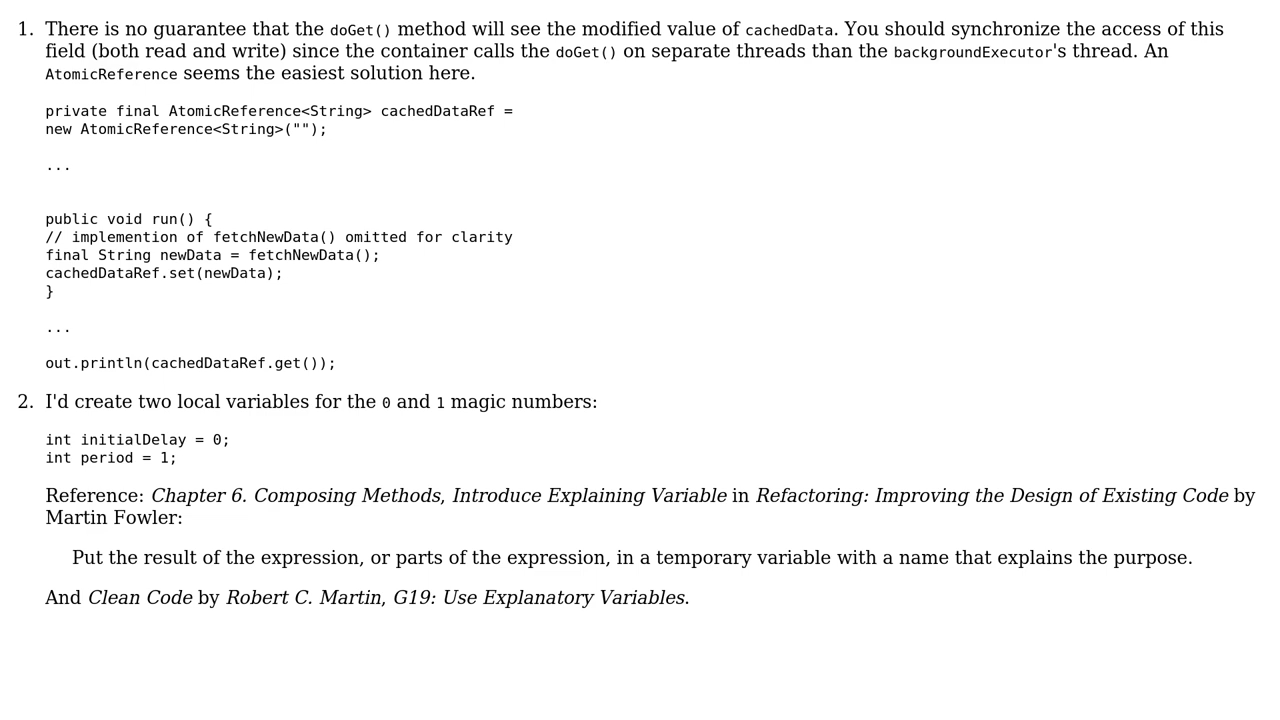 1. There is no guarantee that the doGet() method will see the modified value of cachedData. You should synchronize the access of this
field (both read and write) since the container calls the doGet() on separate threads than the backgroundExecutor's thread. An
AtomicReference seems the easiest solution here.
private final AtomicReference<String> cachedDataRef =
new AtomicReference<String>("");
...
public void run() {
// implemention of fetchNewData() omitted for clarity
final String newData = fetchNewData();
cachedDataRef.set(newData);
}
...
out.println(cachedDataRef.get());
2. I'd create two local variables for the 0 and 1 magic numbers:
int initialDelay = 0;
int period = 1;
Reference: Chapter 6. Composing Methods, Introduce Explaining Variable in Refactoring: Improving the Design of Existing Code by
Martin Fowler:
Put the result of the expression, or parts of the expression, in a temporary variable with a name that explains the purpose.
And Clean Code by Robert C. Martin, G19: Use Explanatory Variables.